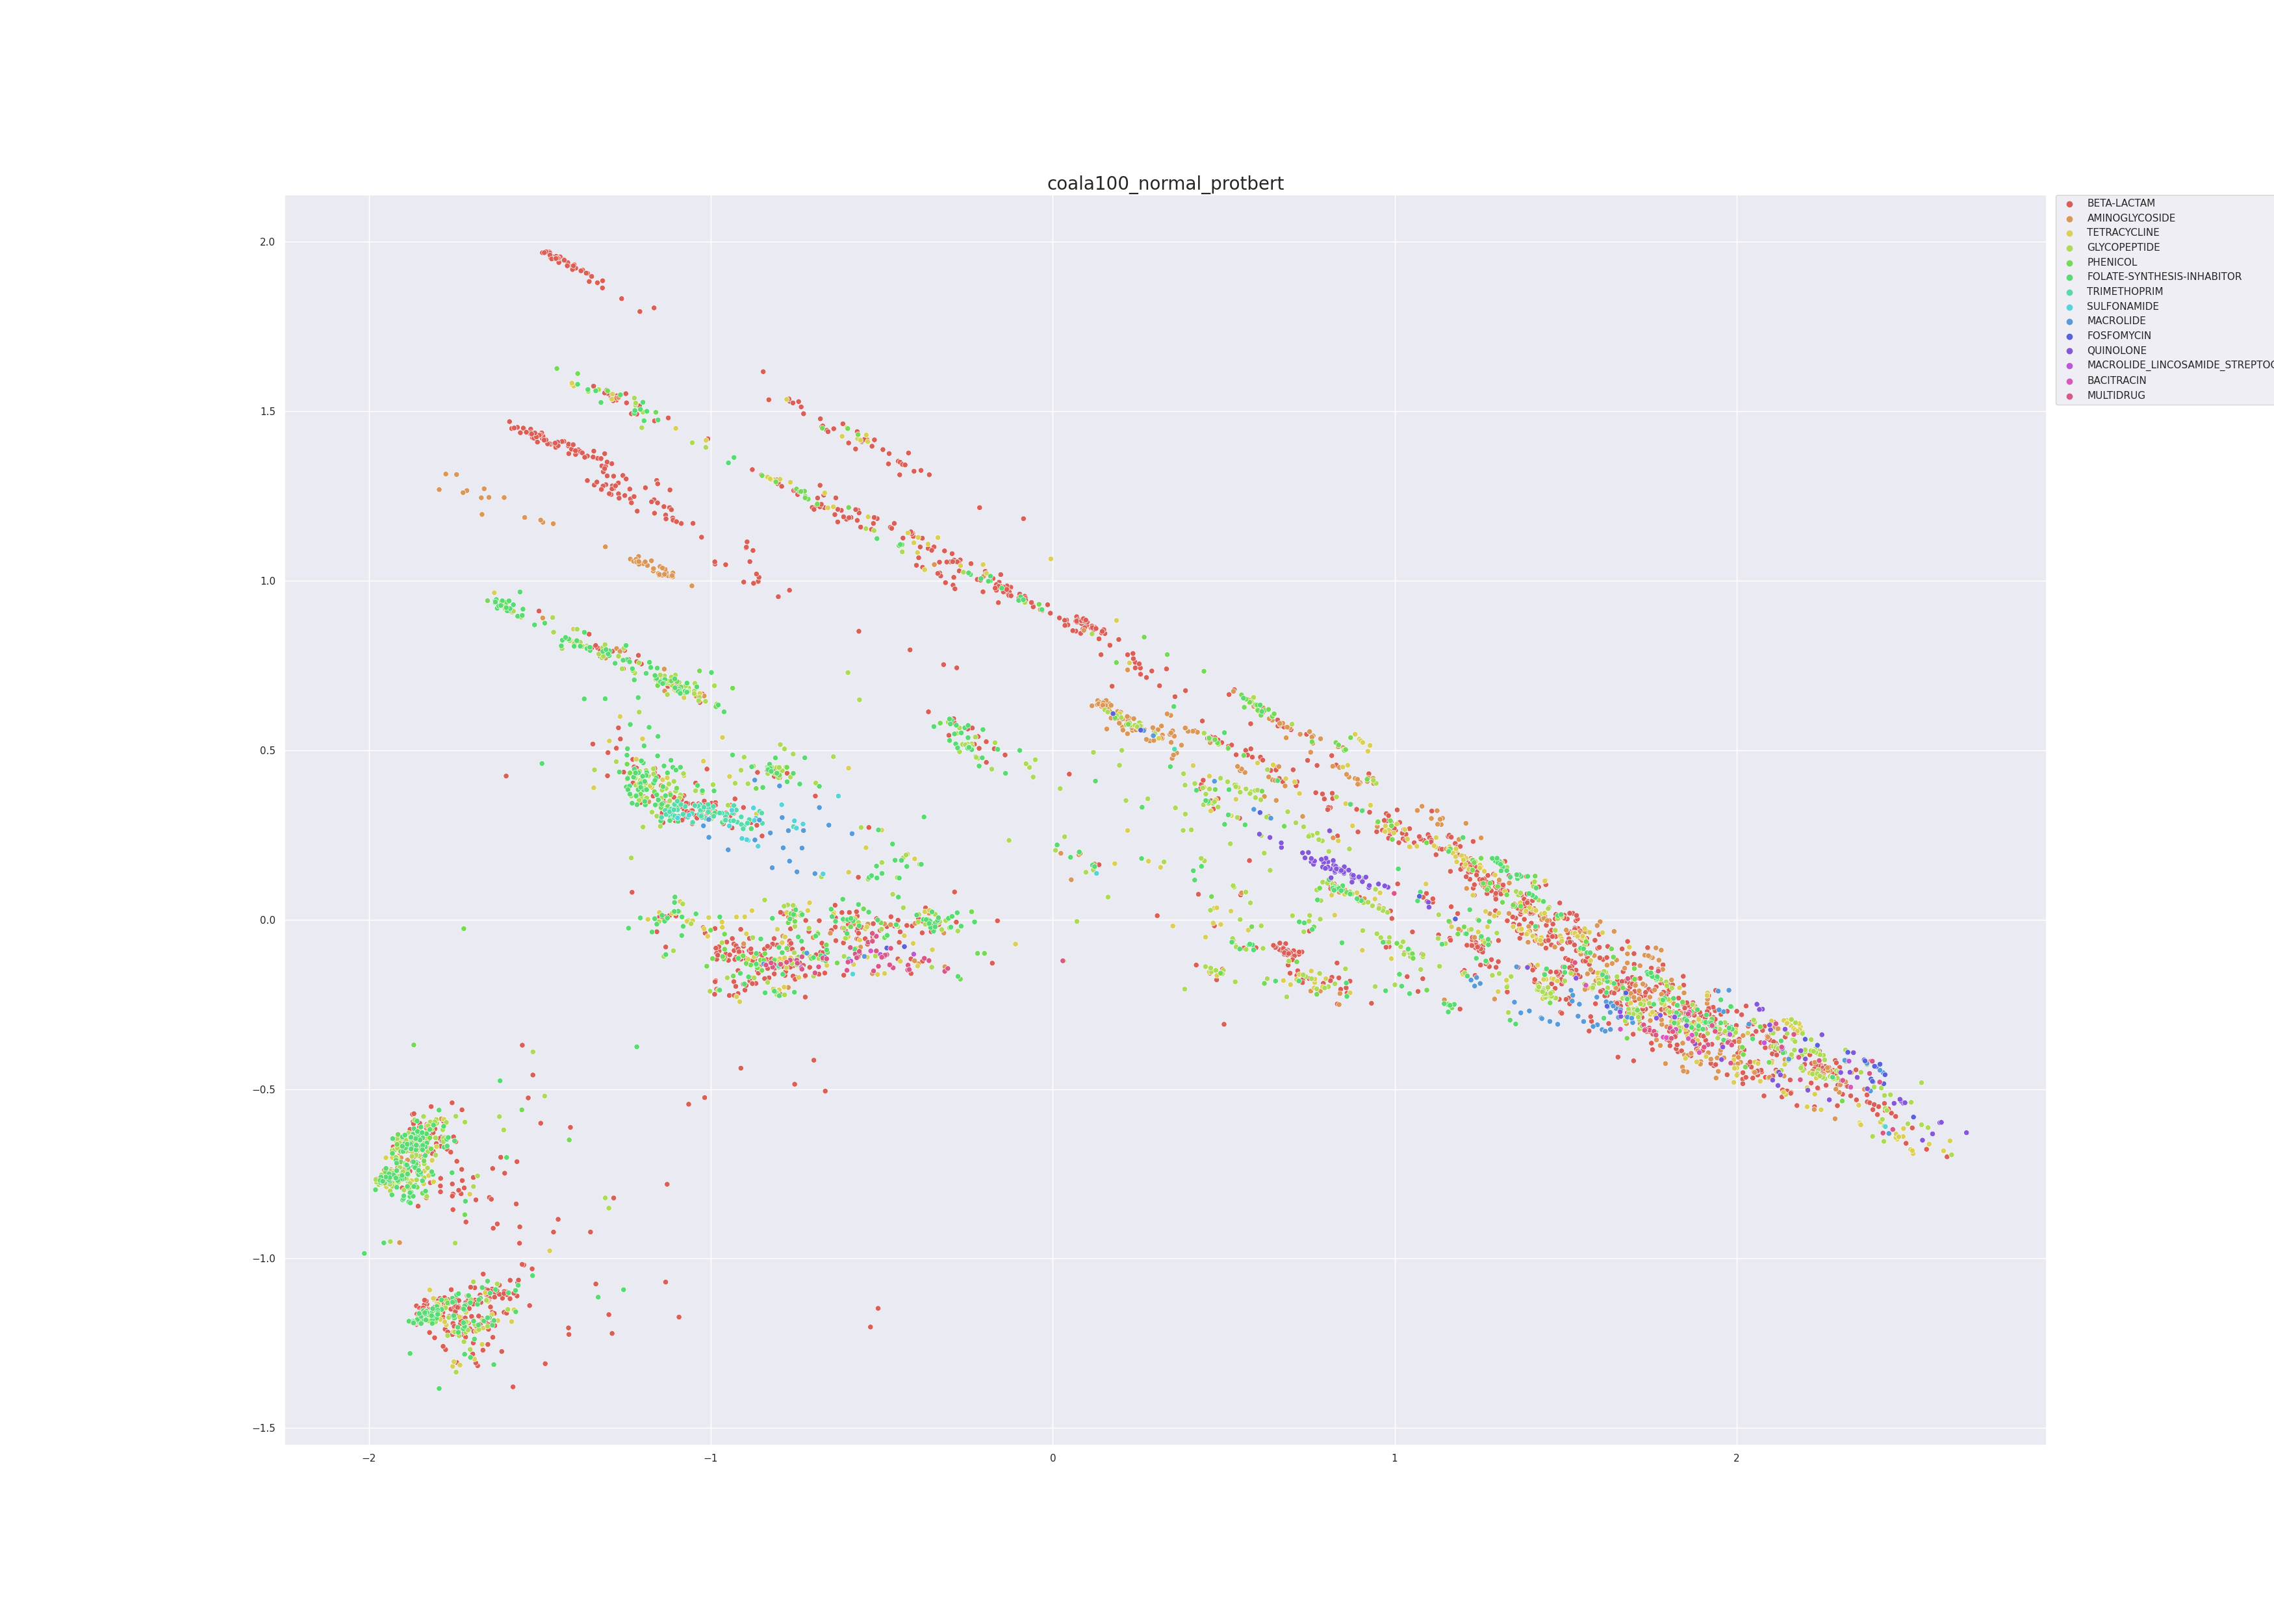 coala100_normal_protbert
BETA-LACTAM
AMINOGLYCOSIDE
TETRACYCLINE
GLYCOPEPTIDE
PHENICOL
FOLATE-SYNTHESIS-INHABITOR
TRIMETHOPRIM
SULFONAMIDE
MACROLIDE
FOSFOMYCIN
QUINOLONE
MACROLIDE_LINCOSAMIDE_STREPTOG
BACITRACIN
MULTIDRUG
2.0
1.5
1.0
0.5
0.0
−0.5
−1.0
−1.5
−2
−1
0
1
2